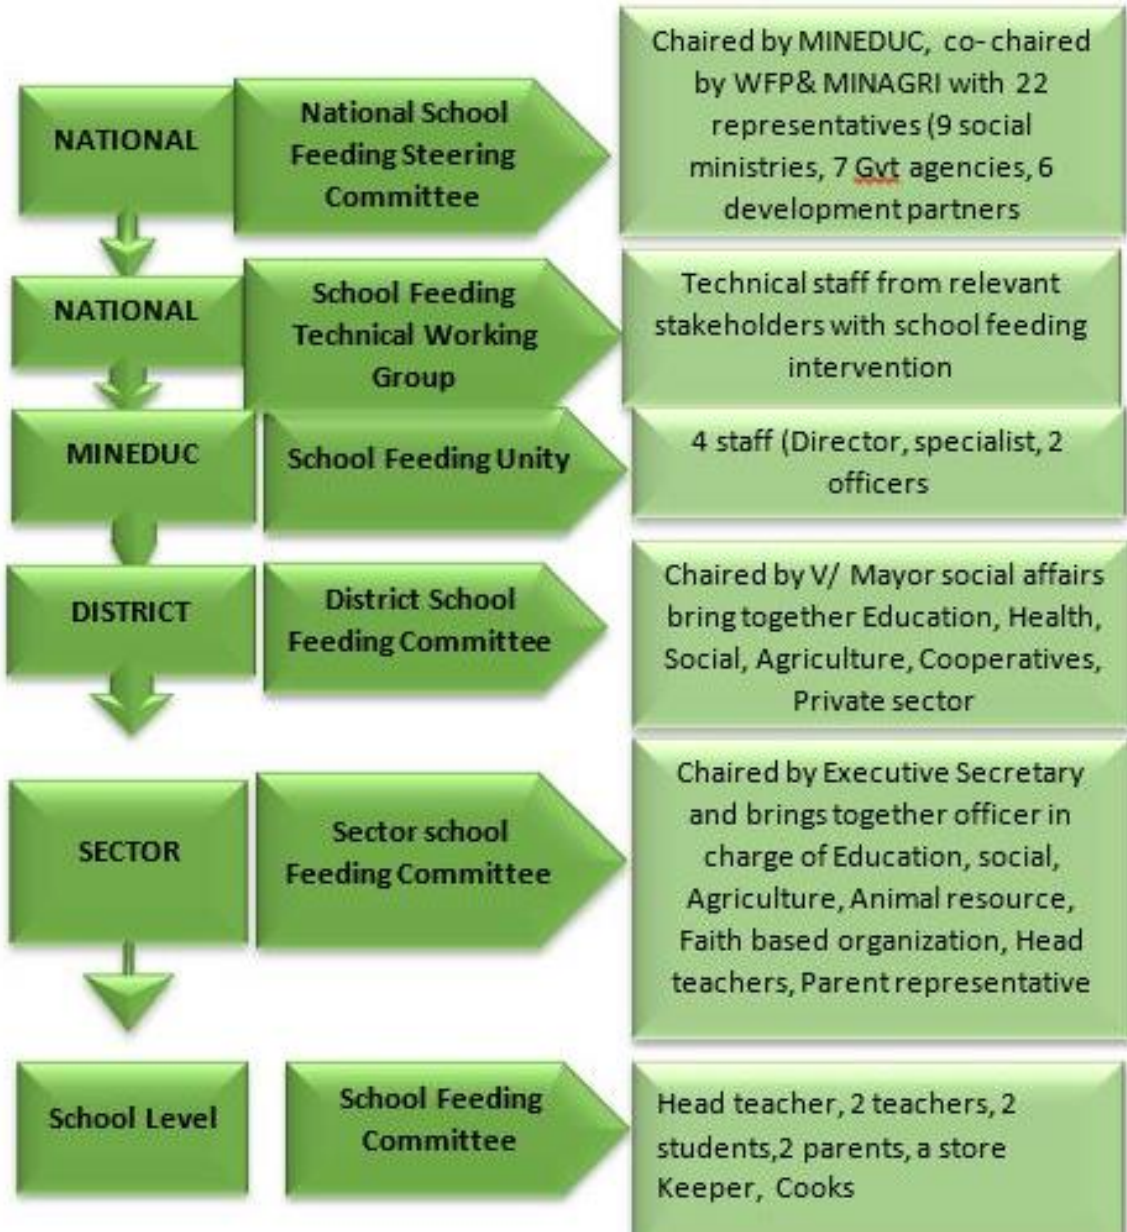 NATIONAL
National School
Feeding Steering
Committee
Chaired by MINEDUC, co- chaired
by WFP& MINAGRI with 22
representatives (9 social
ministries, 7 Gvt agencies, 6
development partners
NATIONAL
School Feeding
Technical Working
Group
Technical staff from relevant
stakeholders with school feeding
intervention
MINEDUC
School Feeding Unity
4 staff (Director, specialist, 2
officers
DISTRICT
District School
Feeding Committee
Chaired by V/ Mayor social affairs
bring together Education, Health,
Social, Agriculture, Cooperatives,
Private sector
SECTOR
Sector school
Feeding Committee
Chaired by Executive Secretary
and brings together officer in
charge of Education, social,
Agriculture, Animal resource,
Faith based organization, Head
teachers, Parent representative
School Level
School Feeding
Committee
Head teacher, 2 teachers, 2
students,2 parents, a store
Keeper, Cooks